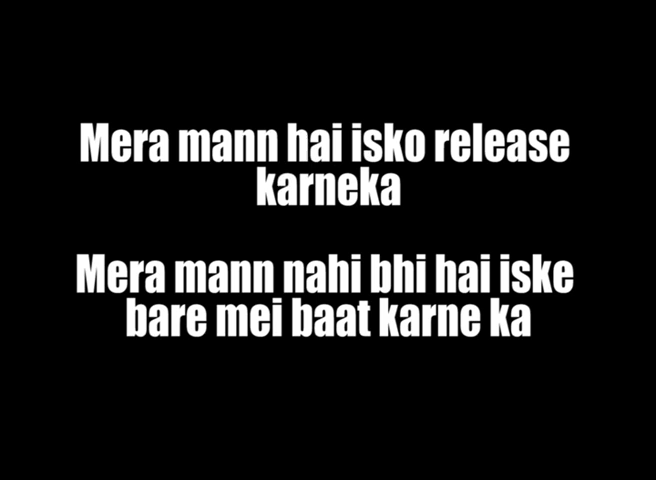 Mera mann hai isko release
karneka
Mera mann nahi bhi hai iske
bare mei baat karne ka